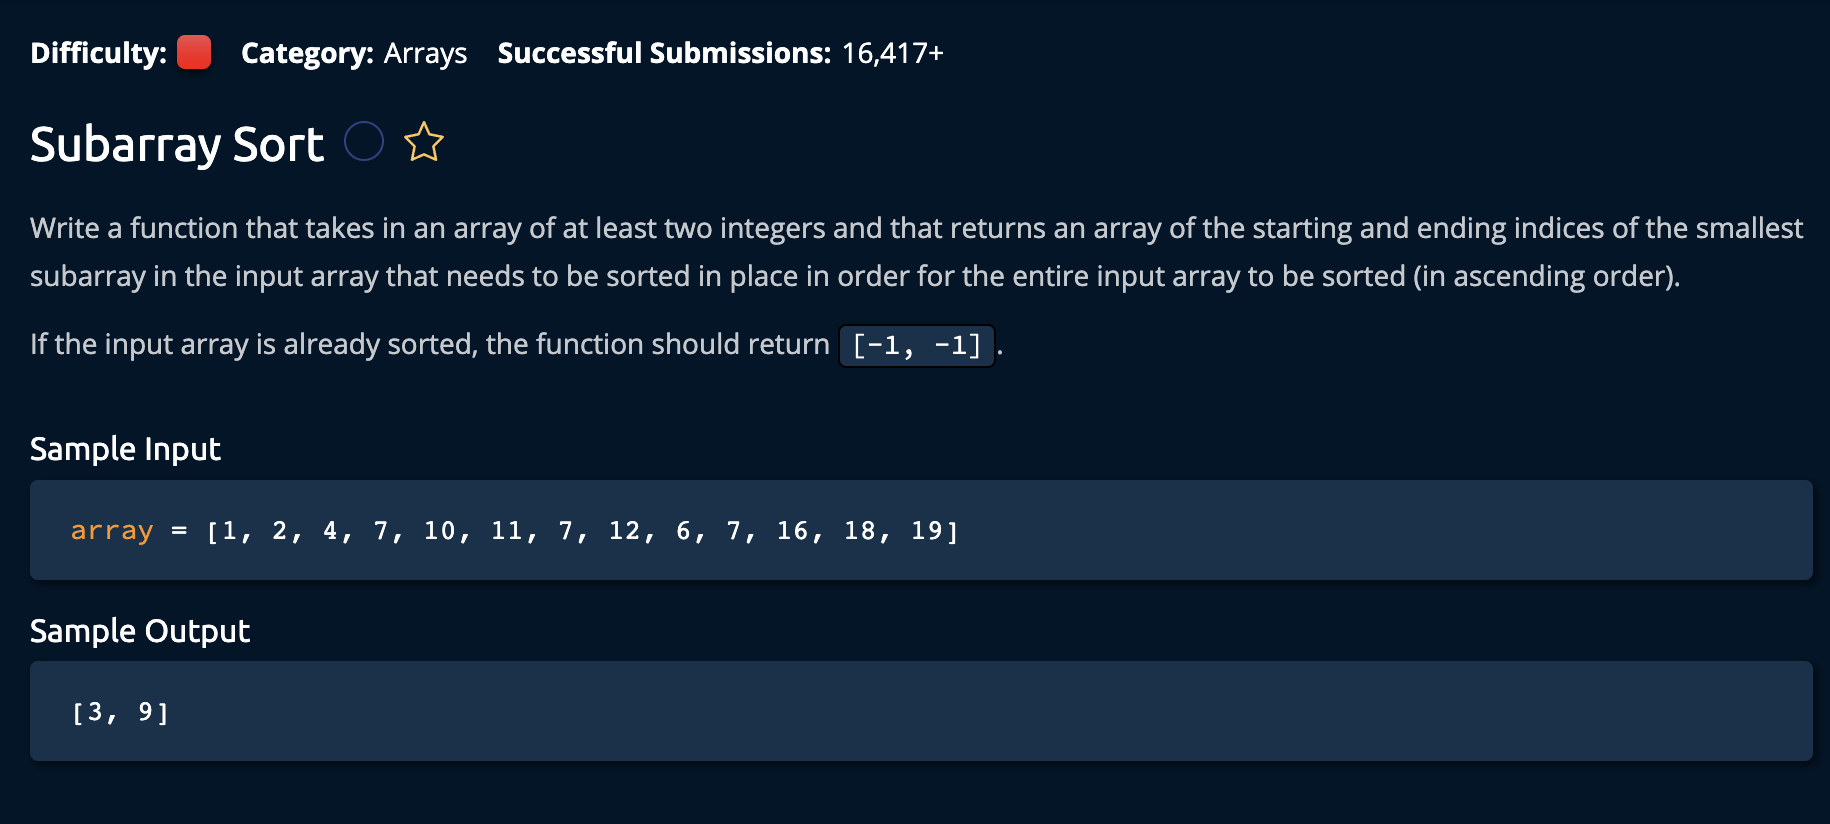 Difficulty: Category: Arrays Successful Submissions: 16,417+
Subarray Sort
Write a function that takes in an array of at least two integers and that returns an array of the starting and ending indices of the smallest
subarray in the input array that needs to be sorted in place in order for the entire input array to be sorted (in ascending order).
If the input array is already sorted, the function should return [-1, -1].
Sample Input
array = [1, 2, 4, 7, 10, 11, 7, 12, 6, 7, 16, 18, 19]
Sample Output
[3, 9]